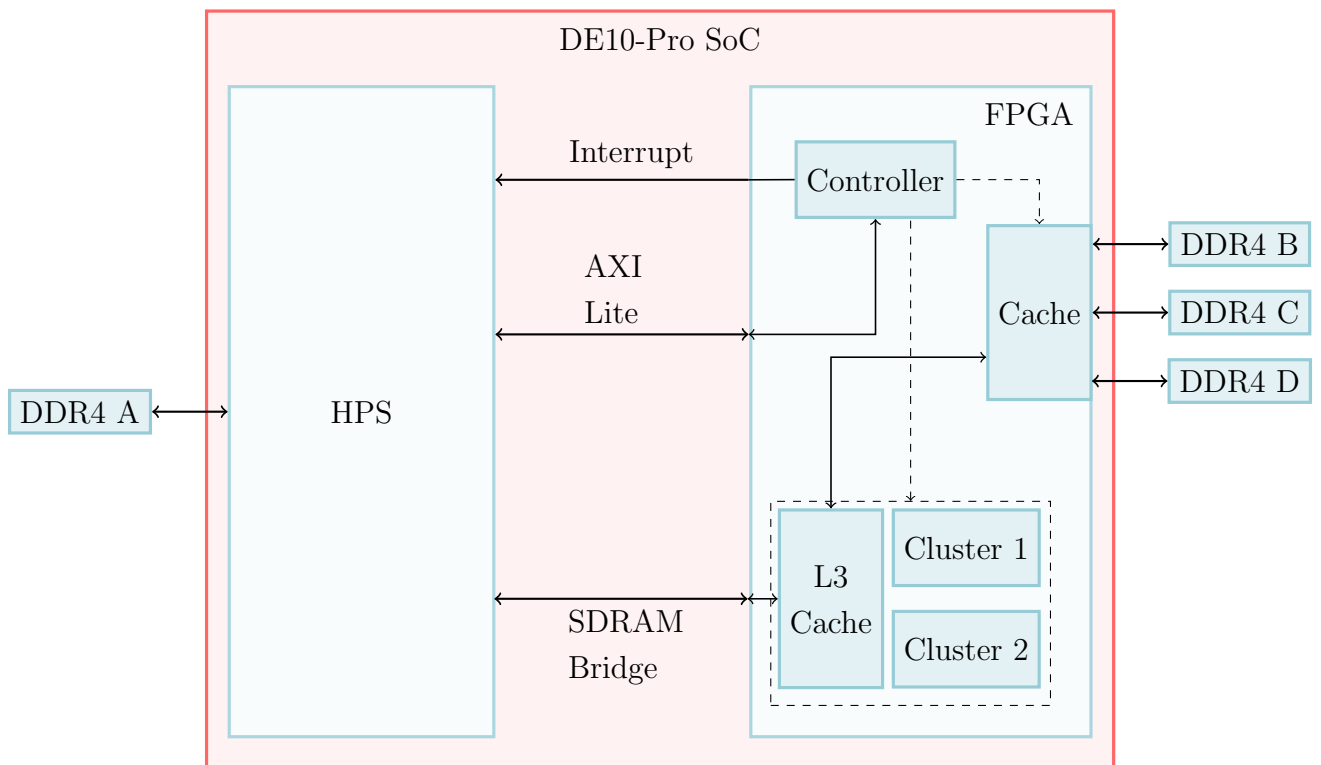 DE10-Pro SoC
FPGA
Interrupt
Controller
AXI
Lite
Cache
DDR4 B
DDR4 C
DDR4 D
DDR4 A
HPS
L3
Cache
Cluster 1
Cluster 2
SDRAM
Bridge